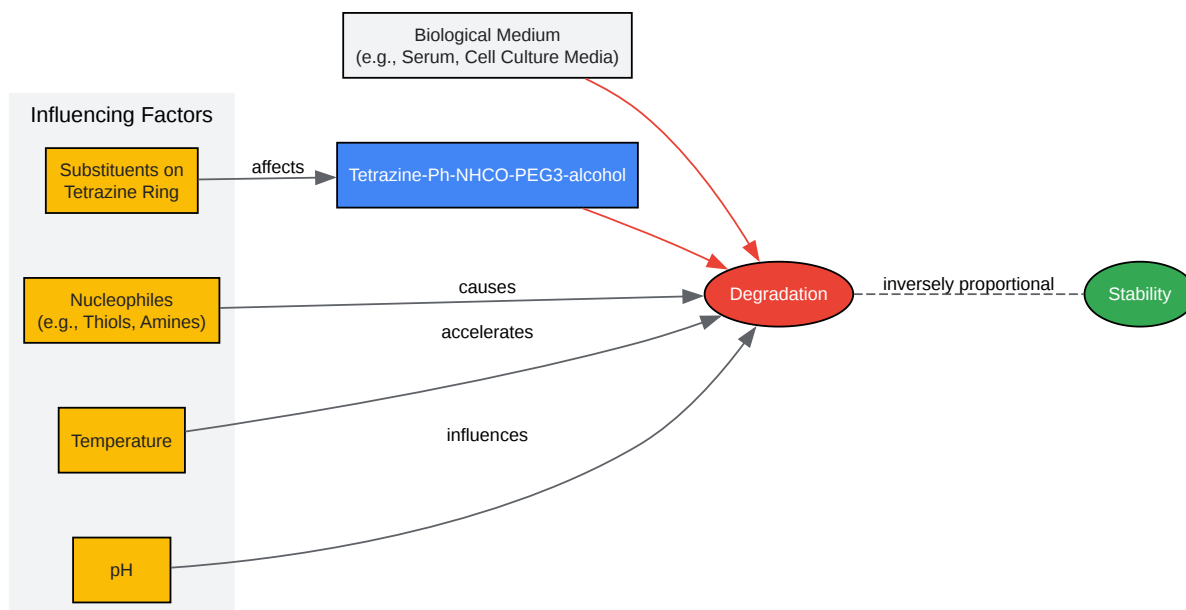 Biological Medium
(e.g., Serum, Cell Culture Media)
Influencing Factors
Substituents on
Tetrazine Ring
affects
Tetrazine-Ph-NHCO-PEG3-alcohol
Nucleophiles
(e.g., Thiols, Amines)
causes
Degradation
inversely proportional
Stability
accelerates
Temperature
influences
pH